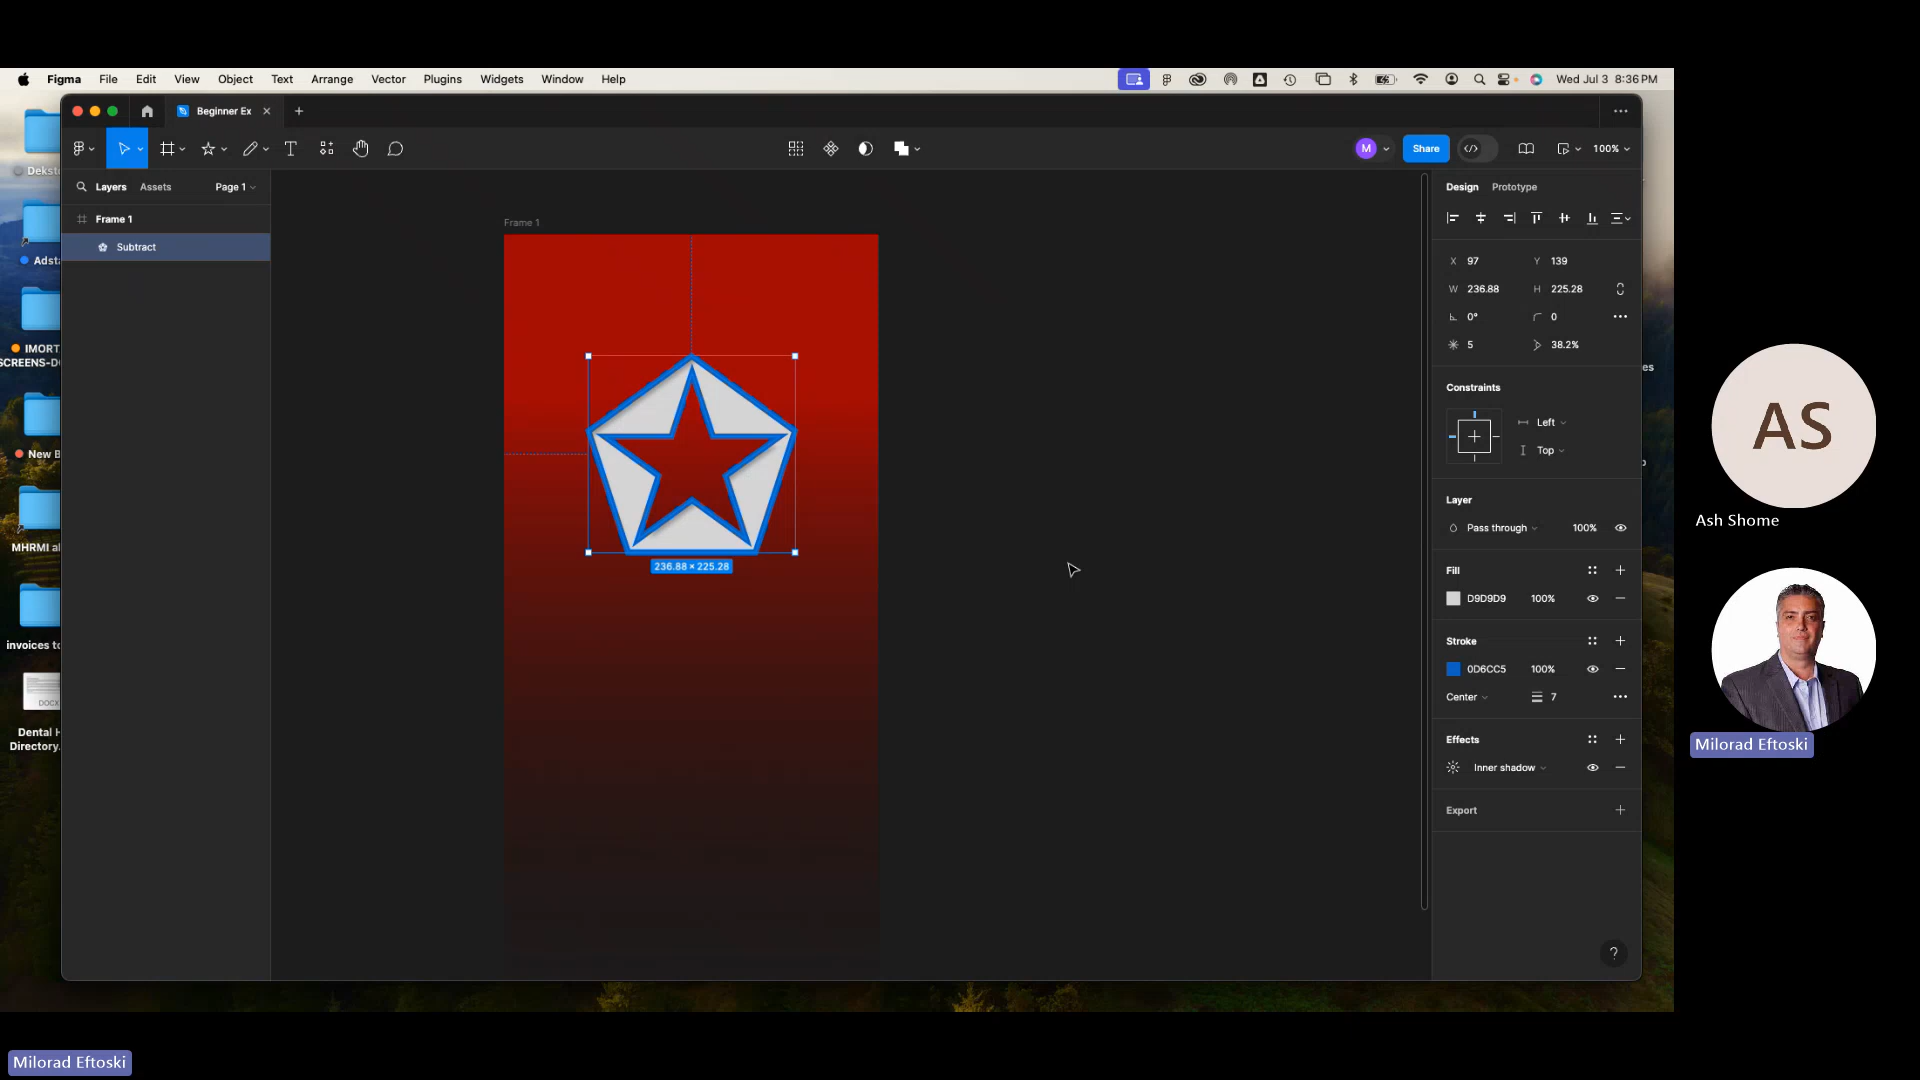 Figma File Edit View Object Text Arrange Vector Plugins Widgets Window Help Wed Jul 3 8:36 PM
Beginner Ex
M Share 100%
Layers Assets Page 1
Frame 1
Subtract
Frame 1
236.88 × 225.28
Design Prototype
X 97 Y 139
W 236.88 H 225.28
0° 0
5 38.2%
Constraints
Left
Top
Layer
Pass through 100%
Fill
D9D9D9 100%
Stroke
0D6CC5 100%
Center 7
Effects
Inner shadow
Export
?
Adsta
IMORT
SCREENS-D
New B
MHRMI al
invoices to
DOCX
Dental H
Directory.
AS
Ash Shome
Milorad Eftoski
Milorad Eftoski